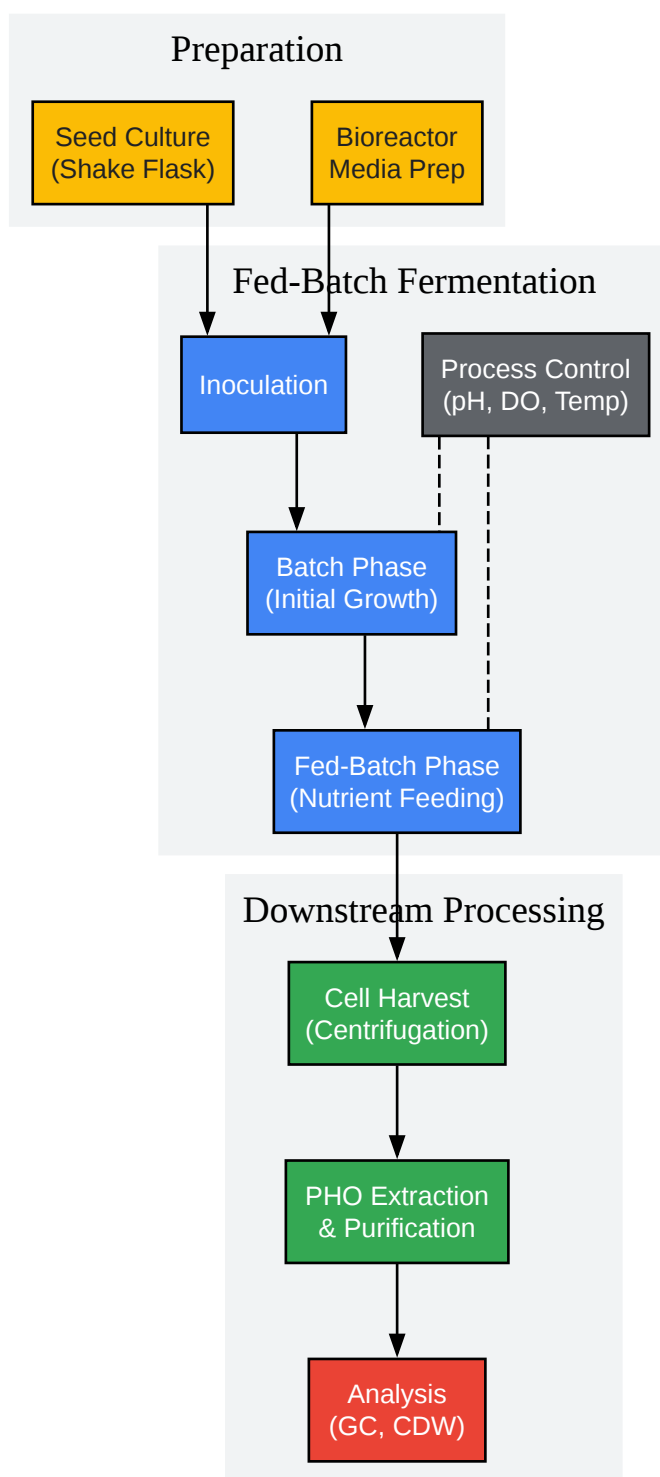 Preparation
Seed Culture
(Shake Flask)
Bioreactor
Media Prep
Fed-Batch Fermentation
Inoculation
Process Control
(pH, DO, Temp)
Batch Phase
(Initial Growth)
Fed-Batch Phase
(Nutrient Feeding)
Downstream Processing
Cell Harvest
(Centrifugation)
PHO Extraction
& Purification
Analysis
(GC, CDW)